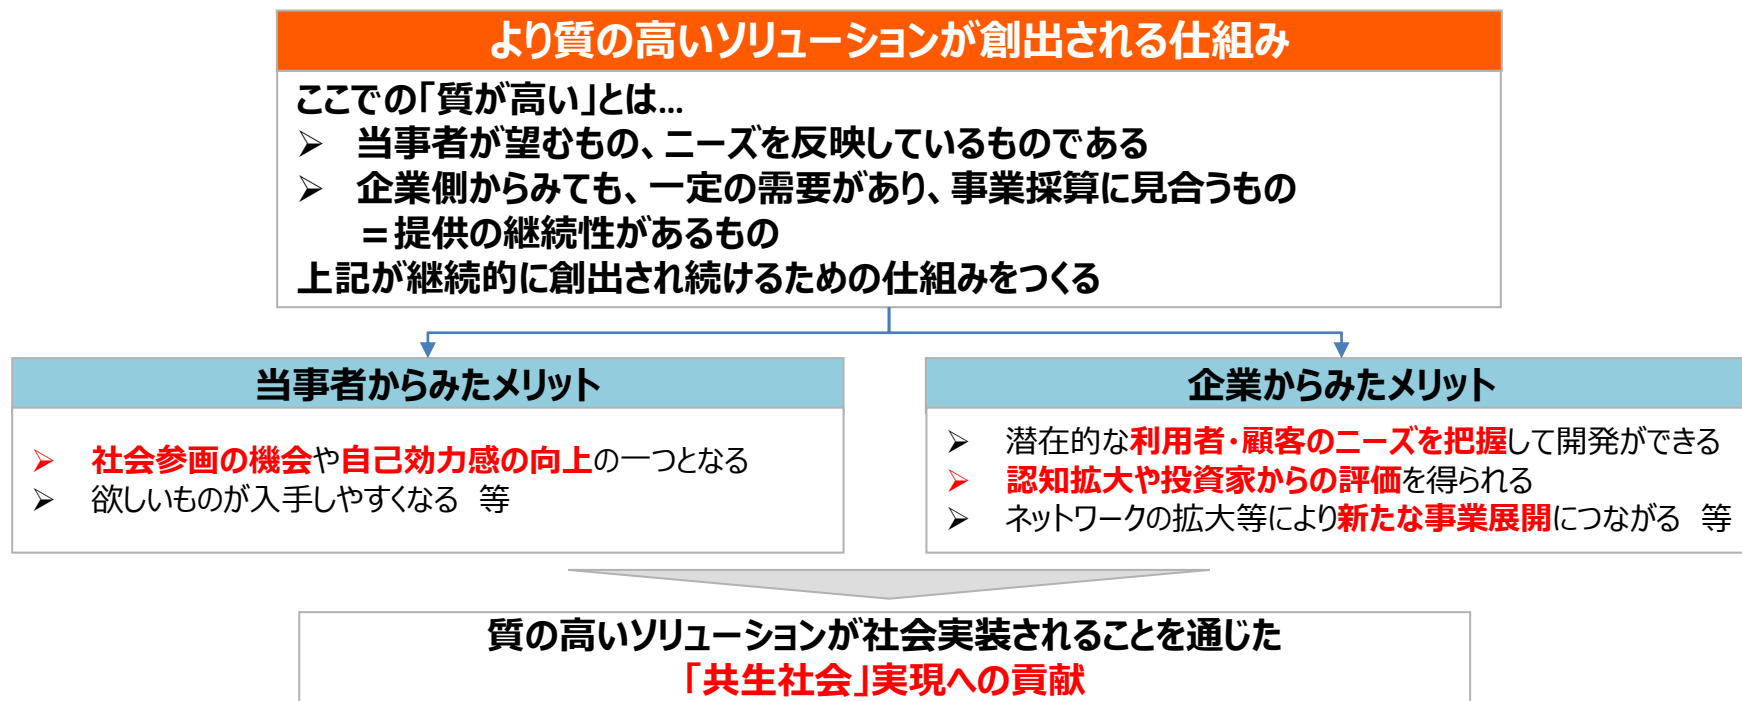 より質の高いソリューションが創出される仕組み
ここでの「質が高い」とは…
➢ 当事者が望むもの、ニーズを反映しているものである
➢ 企業側からみても、一定の需要があり、事業採算に見合うもの
＝提供の継続性があるもの
上記が継続的に創出され続けるための仕組みをつくる
当事者からみたメリット
➢ 社会参画の機会や自己効力感の向上の一つとなる
➢ 欲しいものが入手しやすくなる　等
企業からみたメリット
➢ 潜在的な利用者・顧客のニーズを把握して開発ができる
➢ 認知拡大や投資家からの評価を得られる
➢ ネットワークの拡大等により新たな事業展開につながる　等
質の高いソリューションが社会実装されることを通じた
「共生社会」実現への貢献